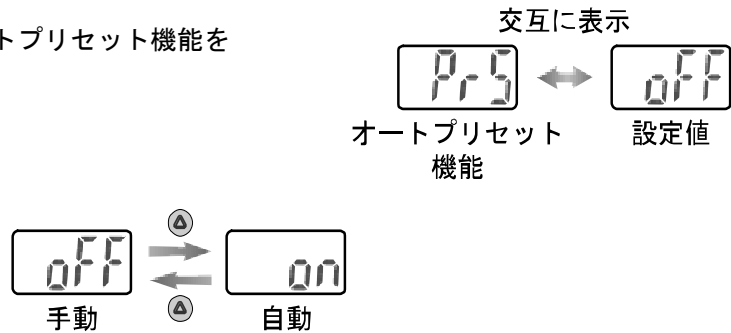 交互に表示
トプリセット機能を
PrS oFF
オートプリセット 設定値
機能
oFF on
手動 自動